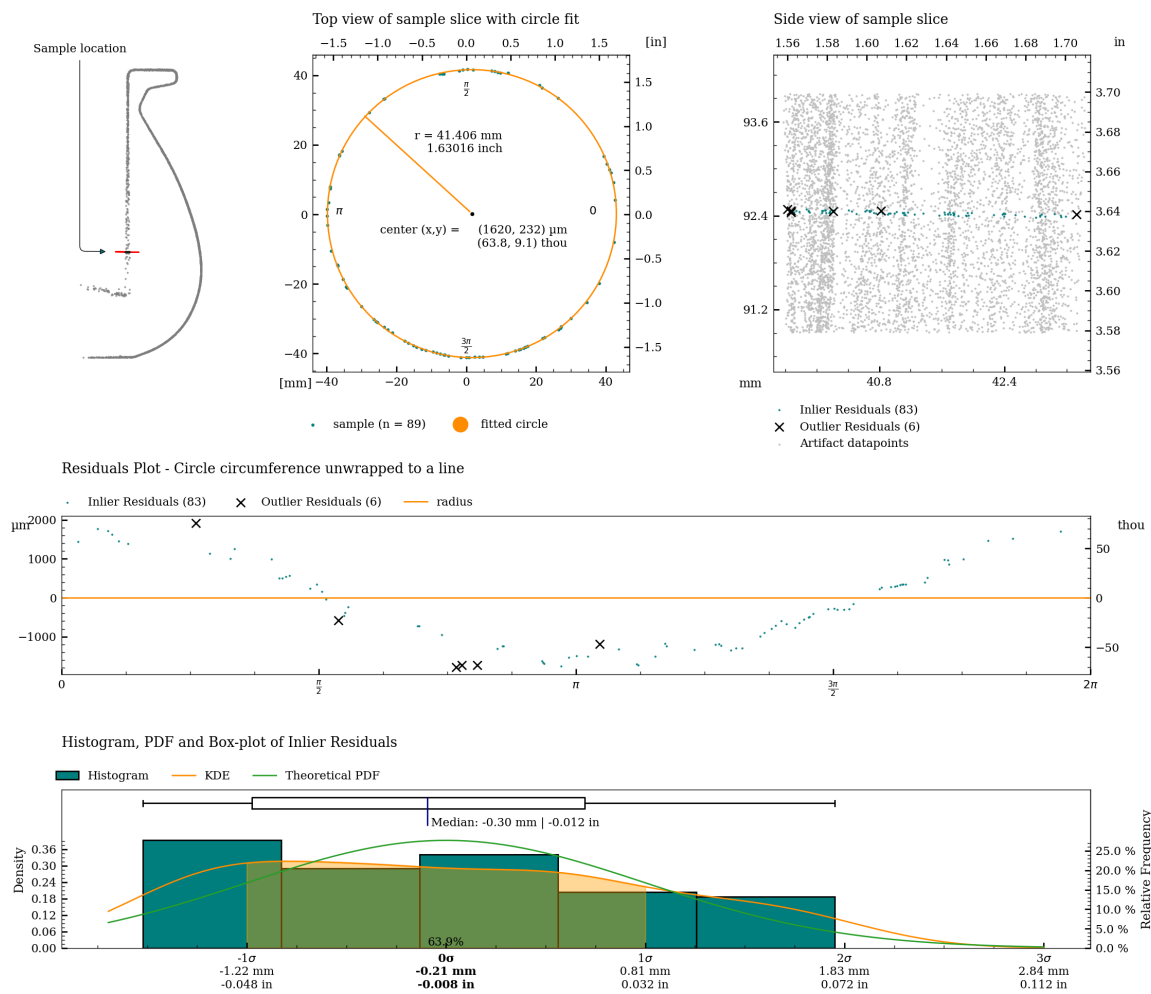 Sample location
Top view of sample slice with circle fit
−1.5 −1.0 −0.5 0.0 0.5 1.0 1.5 [in]
40
20
0
−20
−40
1.5
1.0
0.5
0.0
−0.5
−1.0
−1.5
π/2
r = 41.406 mm
1.63016 inch
π
0
center (x,y) = (1620, 232) µm
(63.8, 9.1) thou
3π/2
[mm] −40 −20 0 20 40
sample (n = 89) fitted circle
Side view of sample slice
1.56 1.58 1.60 1.62 1.64 1.66 1.68 1.70 in
93.6
92.4
91.2
3.70
3.68
3.66
3.64
3.62
3.60
3.58
3.56
mm 40.8 42.4
Inlier Residuals (83)
Outlier Residuals (6)
Artifact datapoints
Residuals Plot - Circle circumference unwrapped to a line
Inlier Residuals (83) Outlier Residuals (6) radius
µm
2000
1000
0
−1000
thou
50
0
−50
0 π/2 π 3π/2 2π
Histogram, PDF and Box-plot of Inlier Residuals
Histogram KDE Theoretical PDF
Median: -0.30 mm | -0.012 in
Density
0.36
0.30
0.24
0.18
0.12
0.06
0.00
25.0 %
20.0 %
15.0 %
10.0 %
5.0 %
0.0 %
Relative Frequency
63.9%
-1σ 0σ 1σ 2σ 3σ
-1.22 mm -0.21 mm 0.81 mm 1.83 mm 2.84 mm
-0.048 in -0.008 in 0.032 in 0.072 in 0.112 in